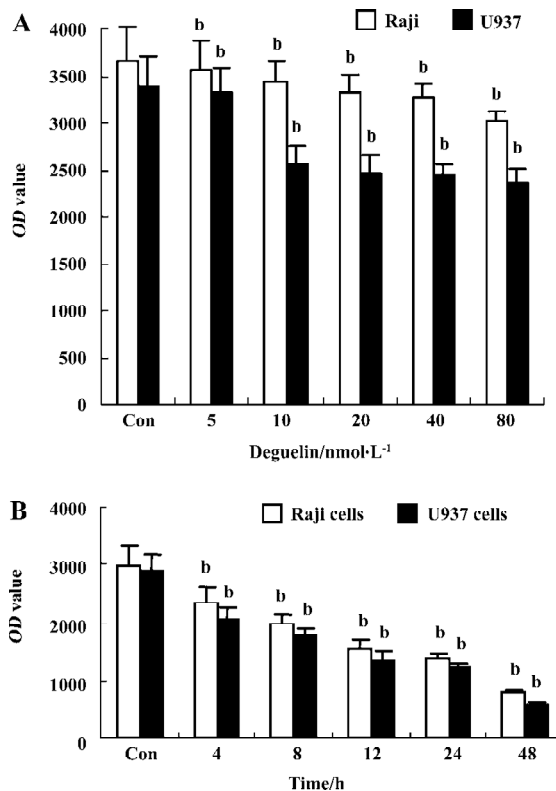 A
Raji
U937
4000
3500
3000
2500
2000
1500
1000
500
0
OD value
b
b
b
b
b
b
b
b
b
b
Con
5
10
20
40
80
Deguelin/nmol·L⁻¹
B
Raji cells
U937 cells
4000
3000
2000
1000
0
OD value
b
b
b
b
b
b
b
b
b
b
Con
4
8
12
24
48
Time/h